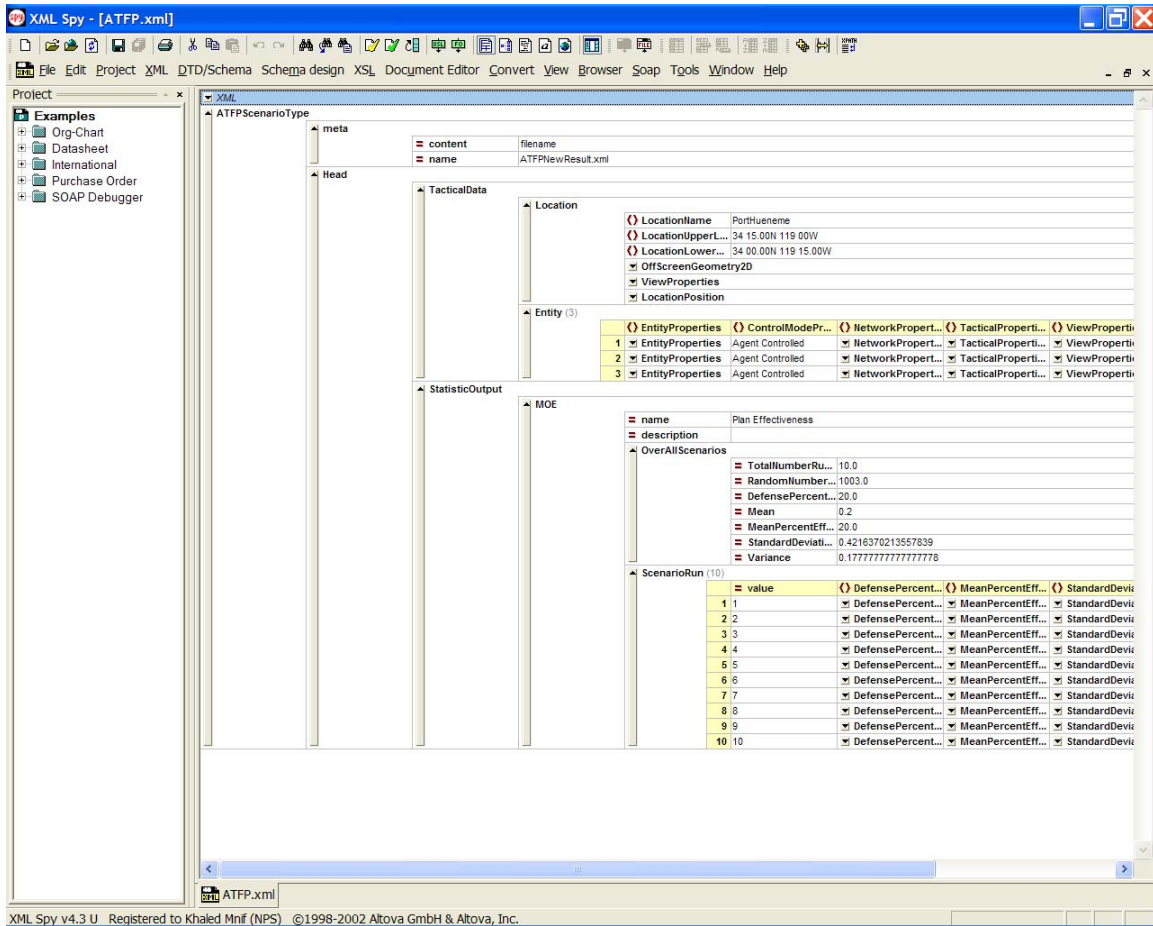 XML Spy - [ATFP.xml]
File Edit Project XML DTD/Schema Schema design XSL Document Editor Convert View Browser Soap Tools Window Help
Project
Examples
Org-Chart
Datasheet
International
Purchase Order
SOAP Debugger
XML
ATFPScenarioType
meta
= content filename
= name ATFPNewResult.xml
Head
TacticalData
Location
() LocationName PortHueneme
() LocationUpperL... 34 15.00N 119 00W
() LocationLower... 34 00.00N 119 15.00W
OffScreenGeometry2D
ViewProperties
LocationPosition
Entity (3)
() EntityProperties () ControlModePr... () NetworkPropert... () TacticalProperti... () ViewPropertie
1 EntityProperties Agent Controlled NetworkPropert... TacticalProperti... ViewPropertie
2 EntityProperties Agent Controlled NetworkPropert... TacticalProperti... ViewPropertie
3 EntityProperties Agent Controlled NetworkPropert... TacticalProperti... ViewPropertie
StatisticOutput
MOE
= name Plan Effectiveness
= description
OverAllScenarios
= TotalNumberRu... 10.0
= RandomNumber... 1003.0
= DefensePercent... 20.0
= Mean 0.2
= MeanPercentEff... 20.0
= StandardDeviati... 0.4216370213557839
= Variance 0.17777777777777778
ScenarioRun (10)
= value () DefensePercent... () MeanPercentEff... () StandardDevia
1 1 DefensePercent... MeanPercentEff... StandardDevia
2 2 DefensePercent... MeanPercentEff... StandardDevia
3 3 DefensePercent... MeanPercentEff... StandardDevia
4 4 DefensePercent... MeanPercentEff... StandardDevia
5 5 DefensePercent... MeanPercentEff... StandardDevia
6 6 DefensePercent... MeanPercentEff... StandardDevia
7 7 DefensePercent... MeanPercentEff... StandardDevia
8 8 DefensePercent... MeanPercentEff... StandardDevia
9 9 DefensePercent... MeanPercentEff... StandardDevia
10 10 DefensePercent... MeanPercentEff... StandardDevia
ATFP.xml
XML Spy v4.3 U Registered to Khaled Mnif (NPS) ©1998-2002 Altova GmbH & Altova, Inc.